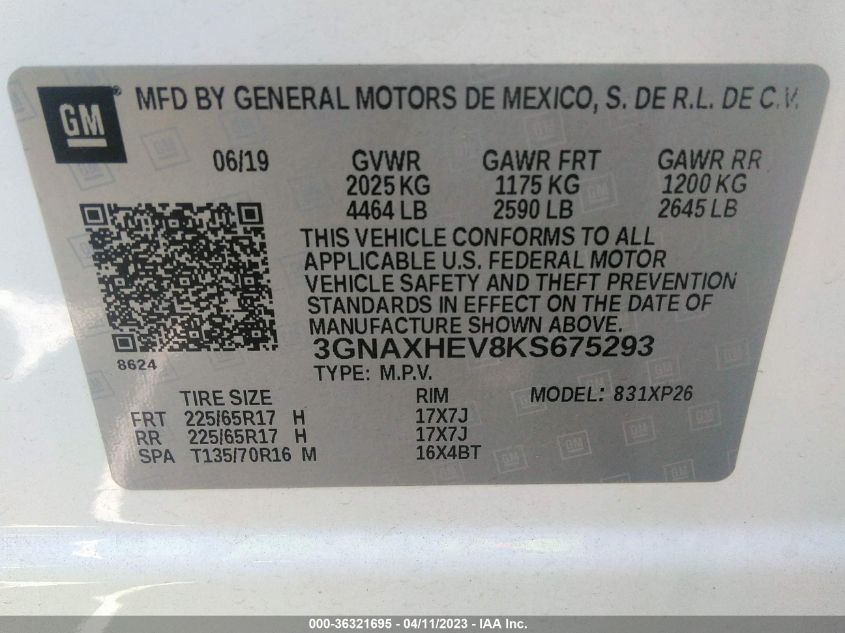 GM MFD BY GENERAL MOTORS DE MEXICO, S. DE R.L. DE C.V.
06/19 GVWR GAWR FRT GAWR RR
2025 KG 1175 KG 1200 KG
4464 LB 2590 LB 2645 LB
THIS VEHICLE CONFORMS TO ALL
APPLICABLE U.S. FEDERAL MOTOR
VEHICLE SAFETY AND THEFT PREVENTION
STANDARDS IN EFFECT ON THE DATE OF
MANUFACTURE SHOWN ABOVE.
3GNAXHEV8KS675293
8624
TYPE: M.P.V.
TIRE SIZE RIM MODEL: 831XP26
FRT 225/65R17 H 17X7J
RR 225/65R17 H 17X7J
SPA T135/70R16 M 16X4BT
000-36321695 - 04/11/2023 - IAA Inc.